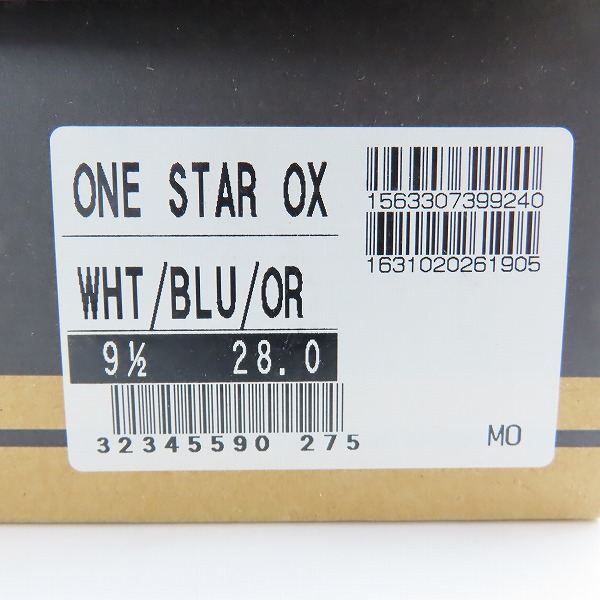 ONE STAR OX
WHT/BLU/OR
9½ 28.0
32345590 275
1563307399240
1631020261905
MO